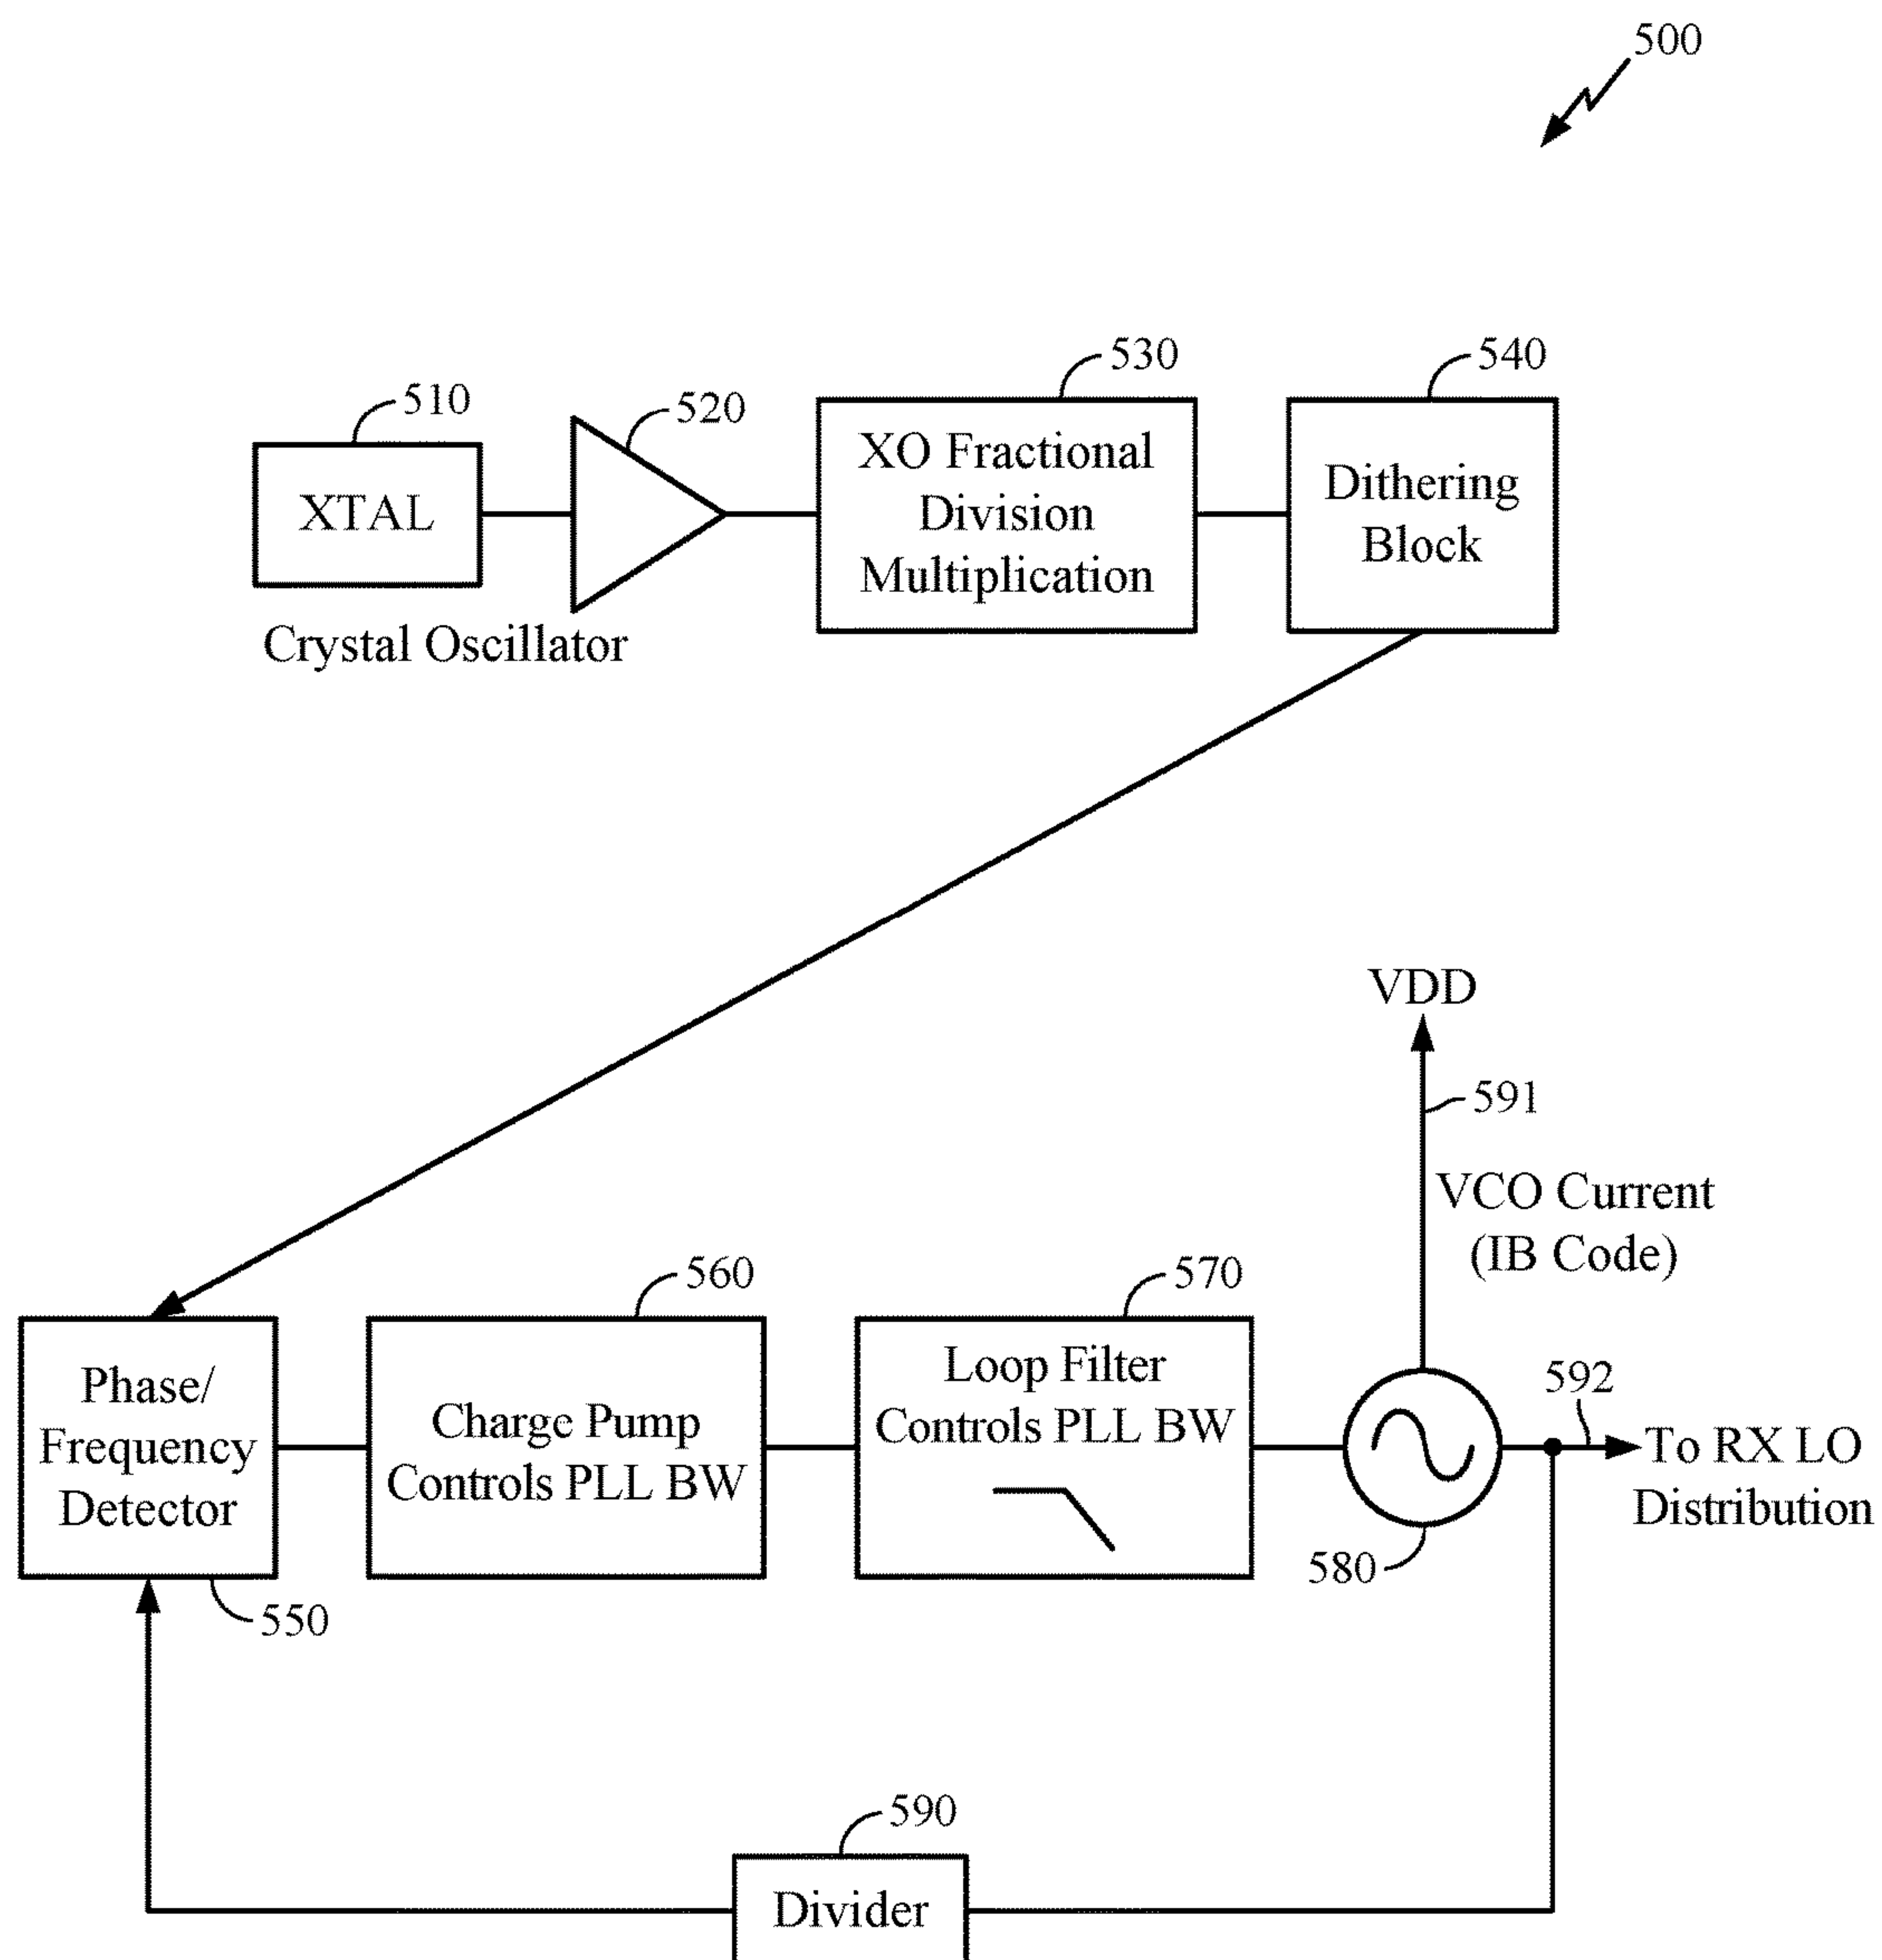 500
510
520
530
540
XTAL
XO Fractional
Division
Multiplication
Dithering
Block
Crystal Oscillator
VDD
591
VCO Current
(IB Code)
560
570
Phase/
Frequency
Detector
Charge Pump
Controls PLL BW
Loop Filter
Controls PLL BW
592
To RX LO
Distribution
580
550
590
Divider